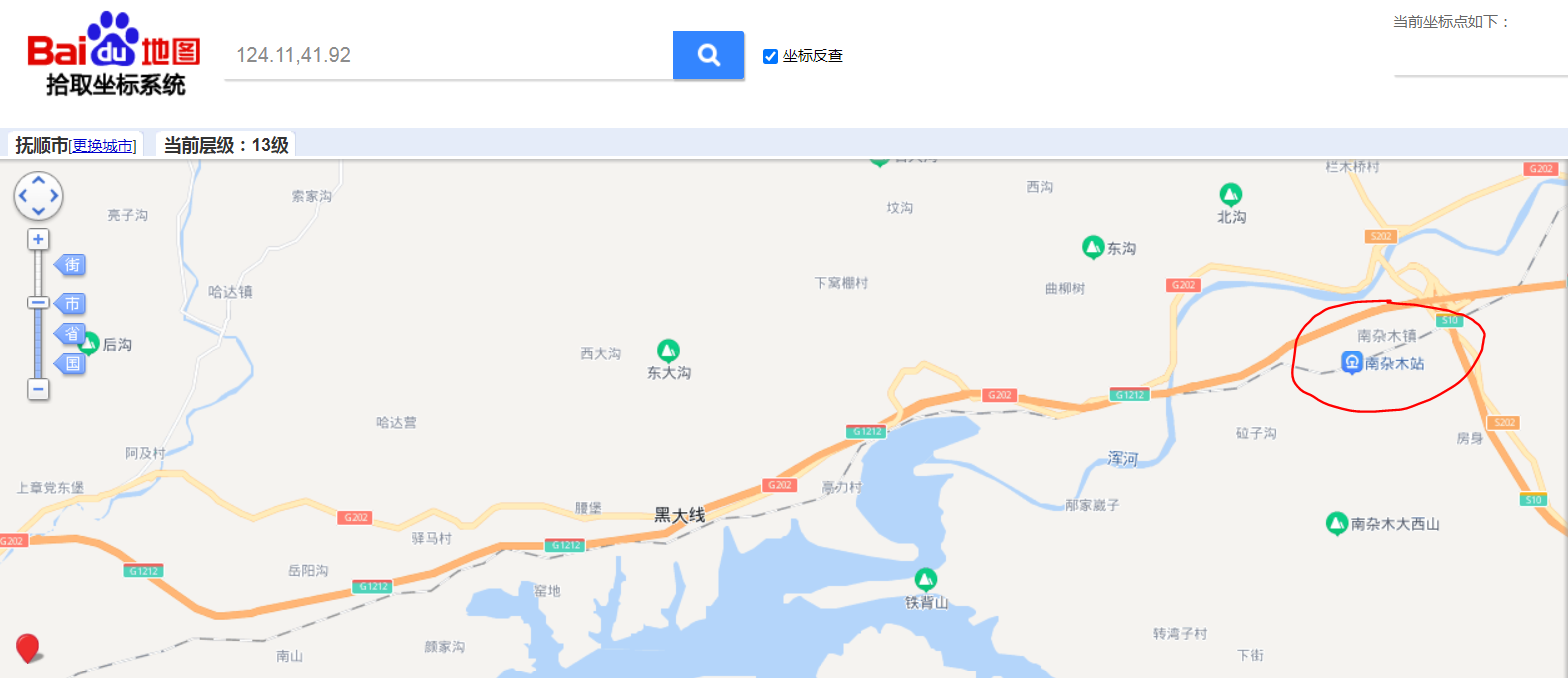 Bai du 地图
拾取坐标系统
124.11,41.92
坐标反查
当前坐标点如下：
抚顺市[更换城市]
当前层级：13级
栏木桥村
G202
西沟
索家沟
坟沟
北沟
亮子沟
S202
东沟
街
下窝棚村
曲柳树
G202
哈达镇
市
S10
省
后沟
南杂木镇
国
西大沟
东大沟
南杂木站
G202
G1212
哈达营
S202
G1212
砬子沟
房身
阿及村
浑河
上章党东堡
G202
高力村
S10
腰堡
黑大线
邴家崴子
G202
南杂木大西山
G202
驿马村
G1212
G1212
岳阳沟
G1212
窑地
铁背山
转湾子村
颜家沟
南山
下街